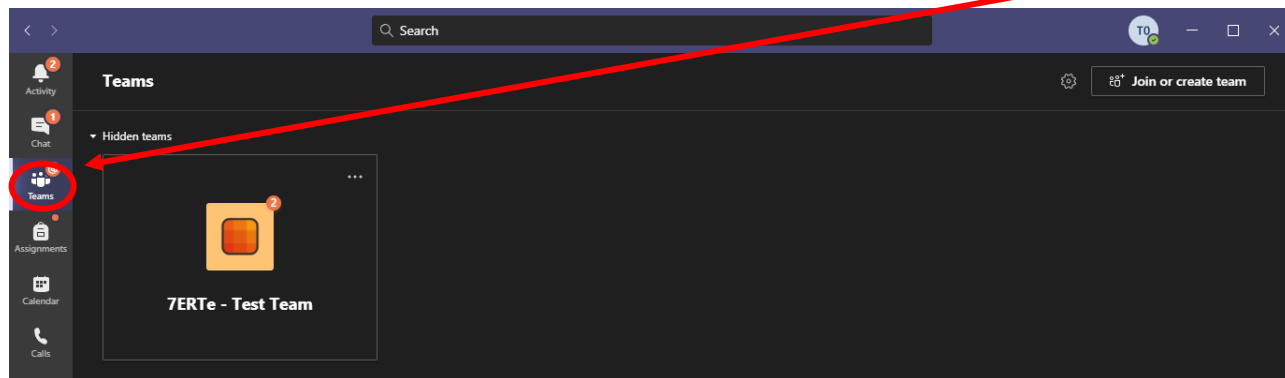 Search
TO
2
Activity
Teams
Join or create team
1
Chat
Hidden teams
Teams
...
2
Assignments
7ERTe - Test Team
Calendar
Calls